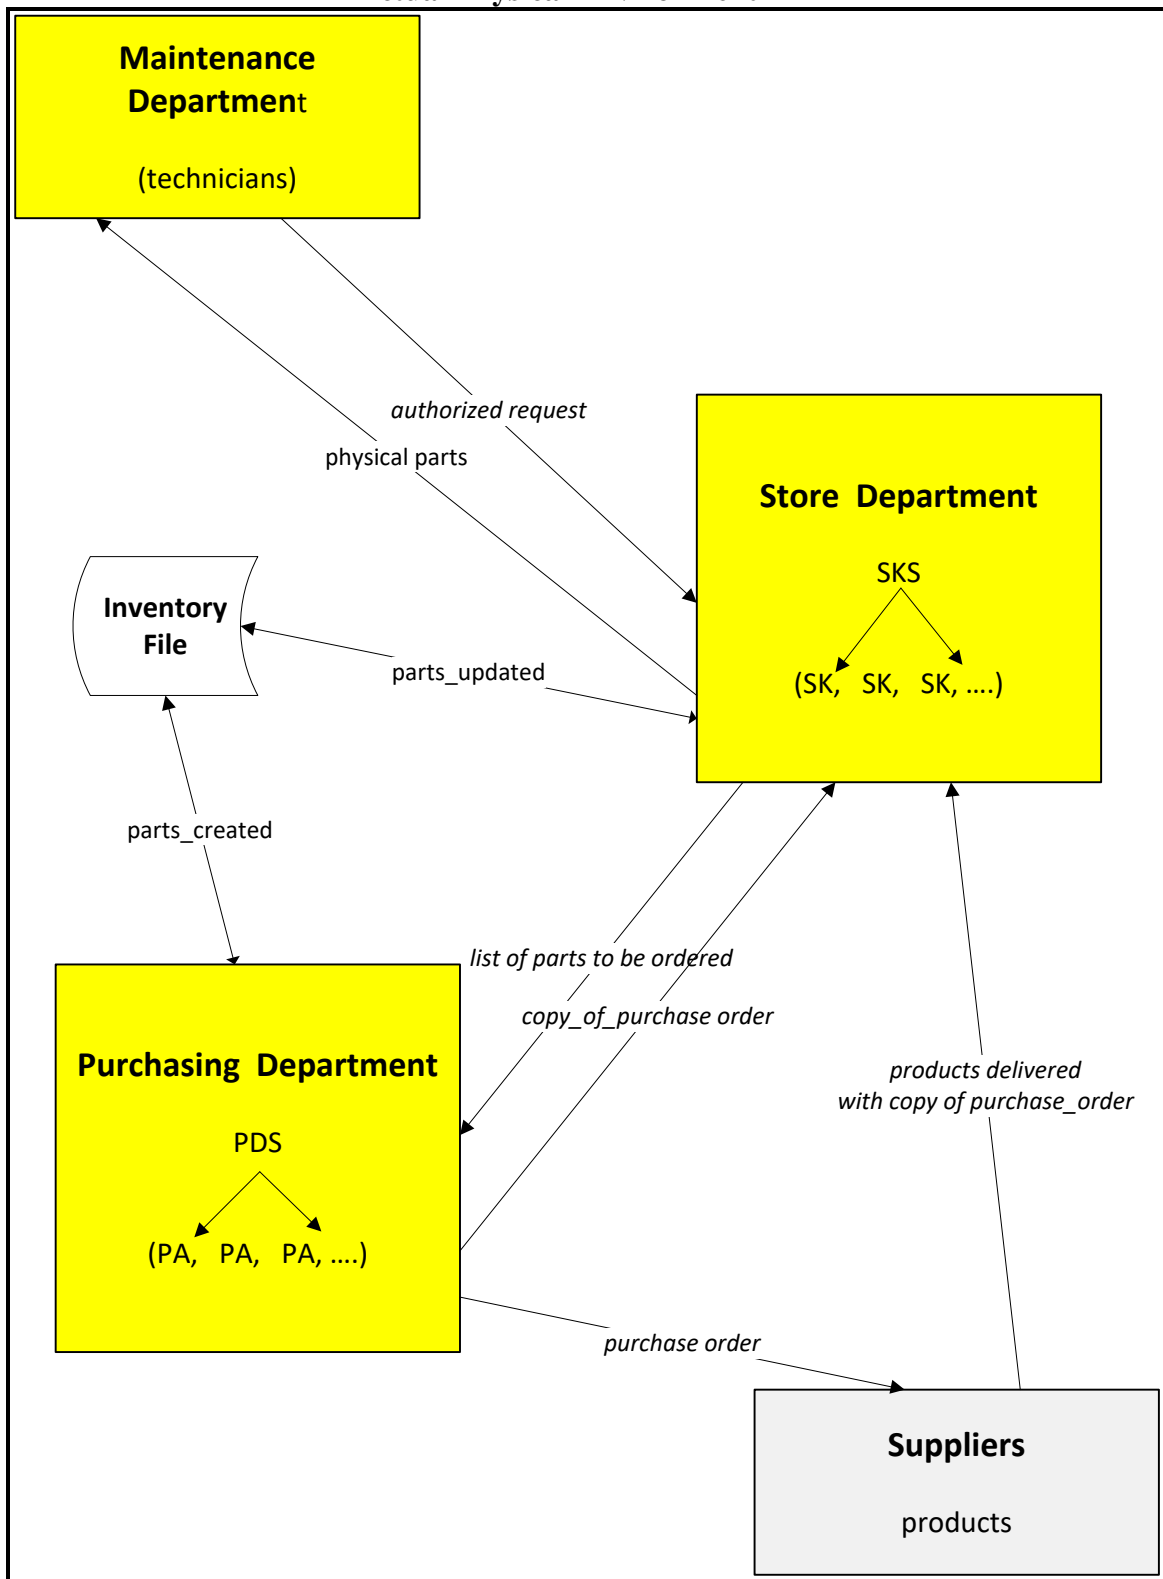 Maintenance
Department
(technicians)
authorized request
physical parts
Store  Department
SKS
(SK,   SK,   SK, ....)
Inventory
File
parts_updated
parts_created
list of parts to be ordered
copy_of_purchase order
Purchasing  Department
PDS
(PA,   PA,   PA, ....)
products delivered
with copy of purchase_order
purchase order
Suppliers
products